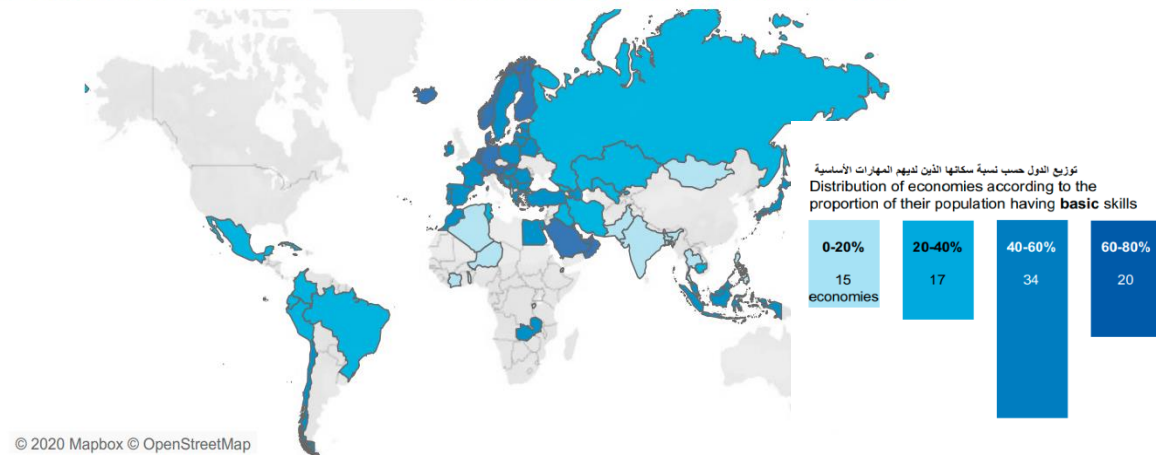 توزيع الدول حسب نسبة سكانها الذين لديهم المهارات الأساسية
Distribution of economies according to the
proportion of their population having basic skills
0-20%
15
economies
20-40%
17
40-60%
34
60-80%
20
© 2020 Mapbox © OpenStreetMap